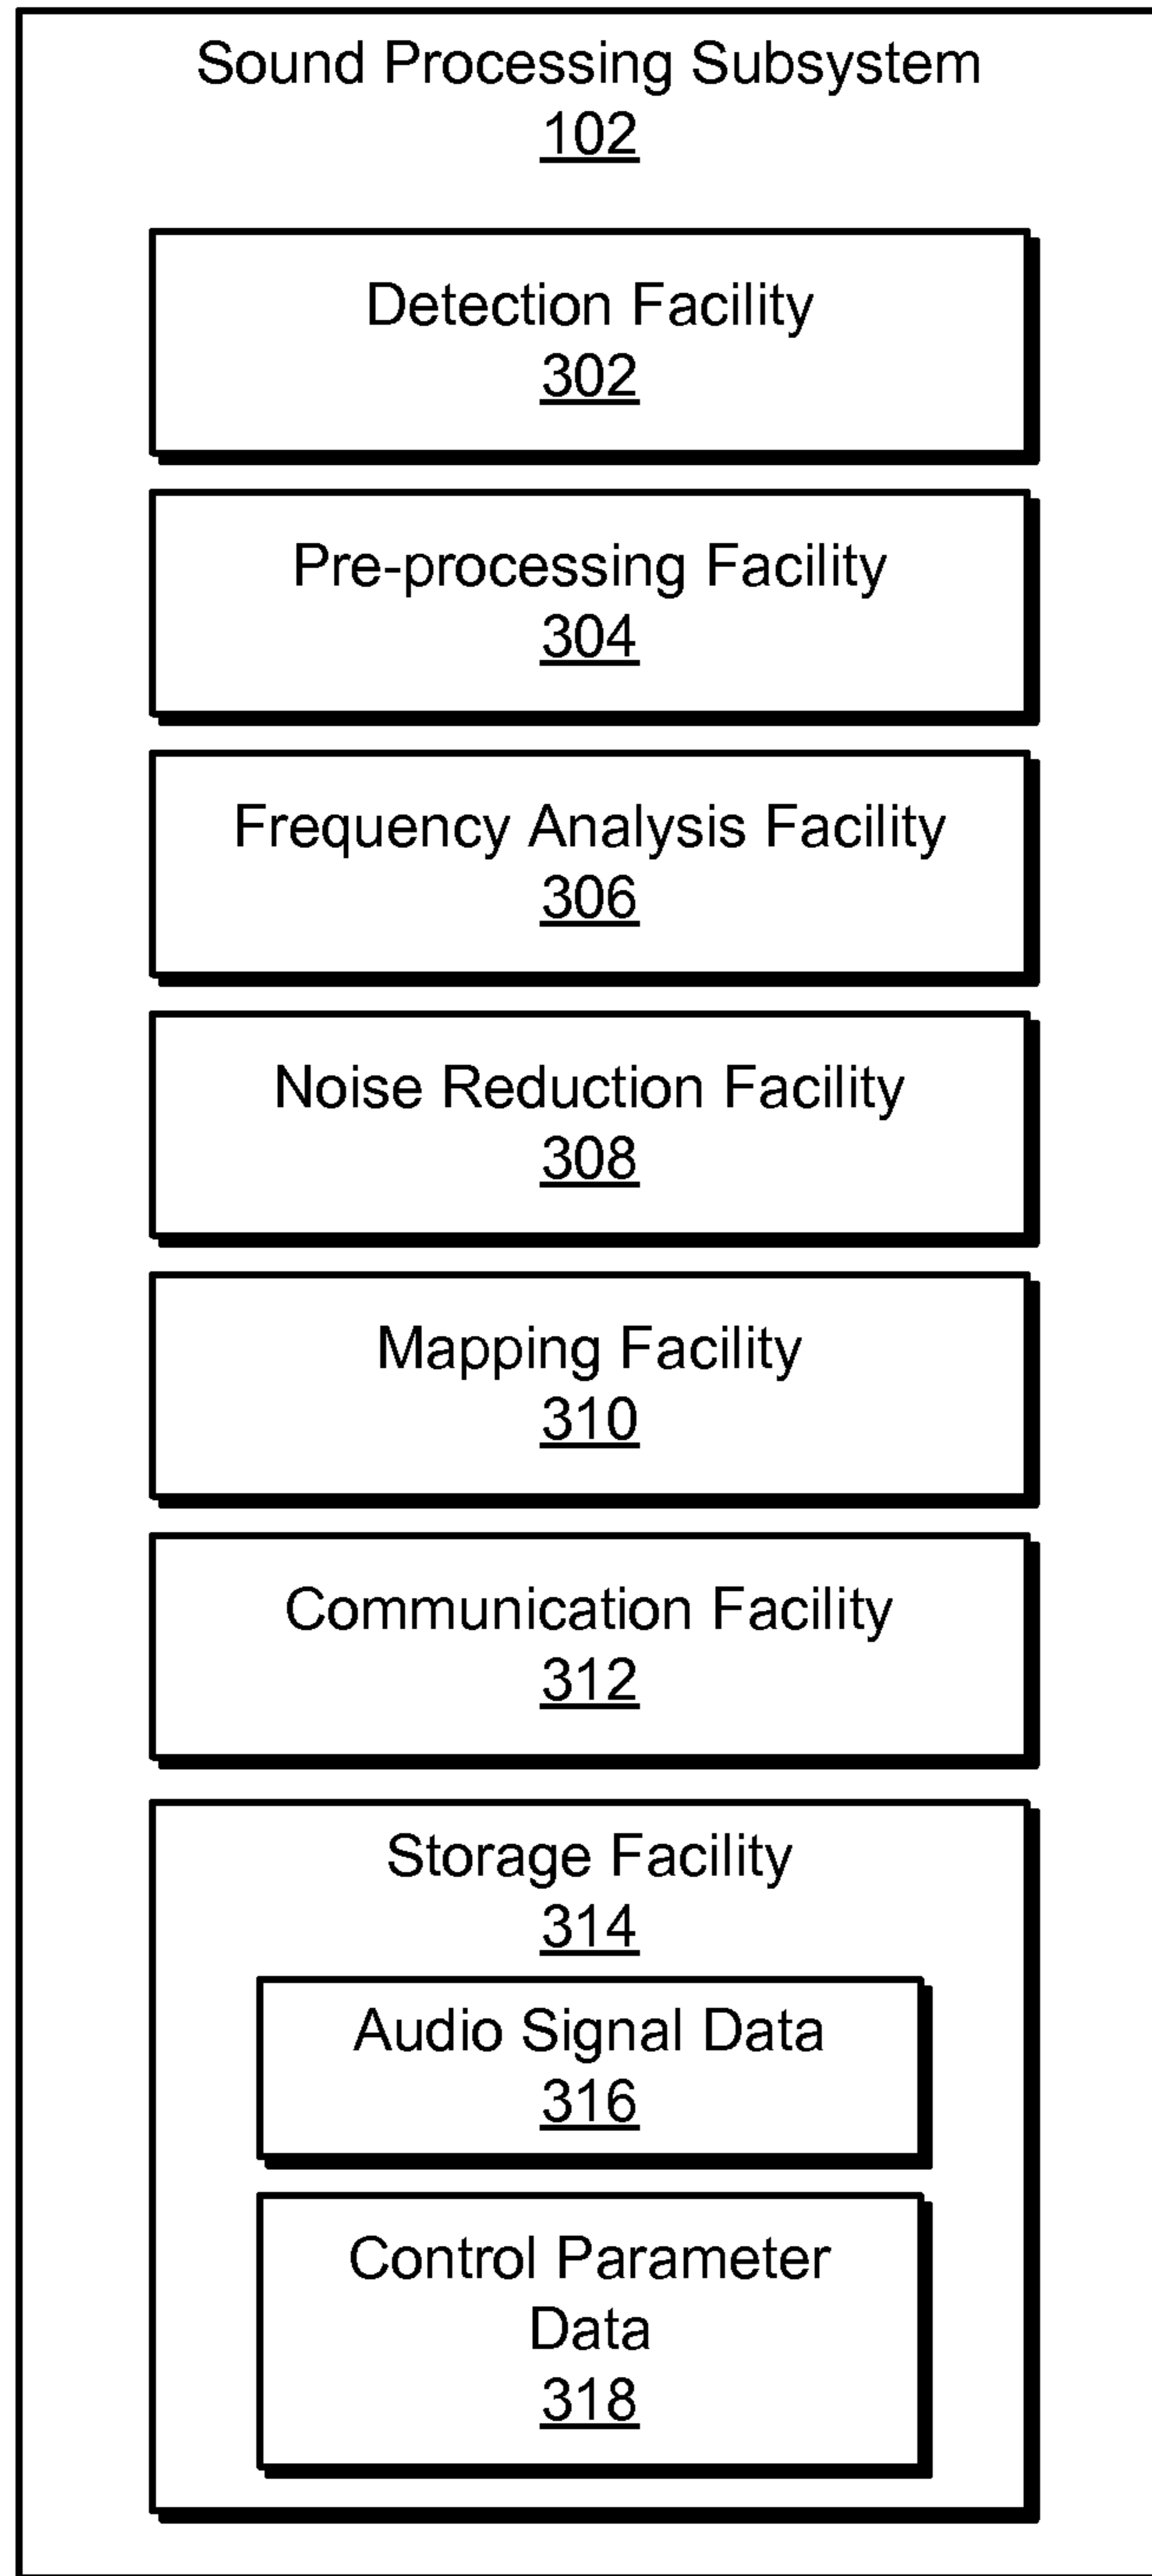 Sound Processing Subsystem
102
Detection Facility
302
Pre-processing Facility
304
Frequency Analysis Facility
306
Noise Reduction Facility
308
Mapping Facility
310
Communication Facility
312
Storage Facility
314
Audio Signal Data
316
Control Parameter
Data
318